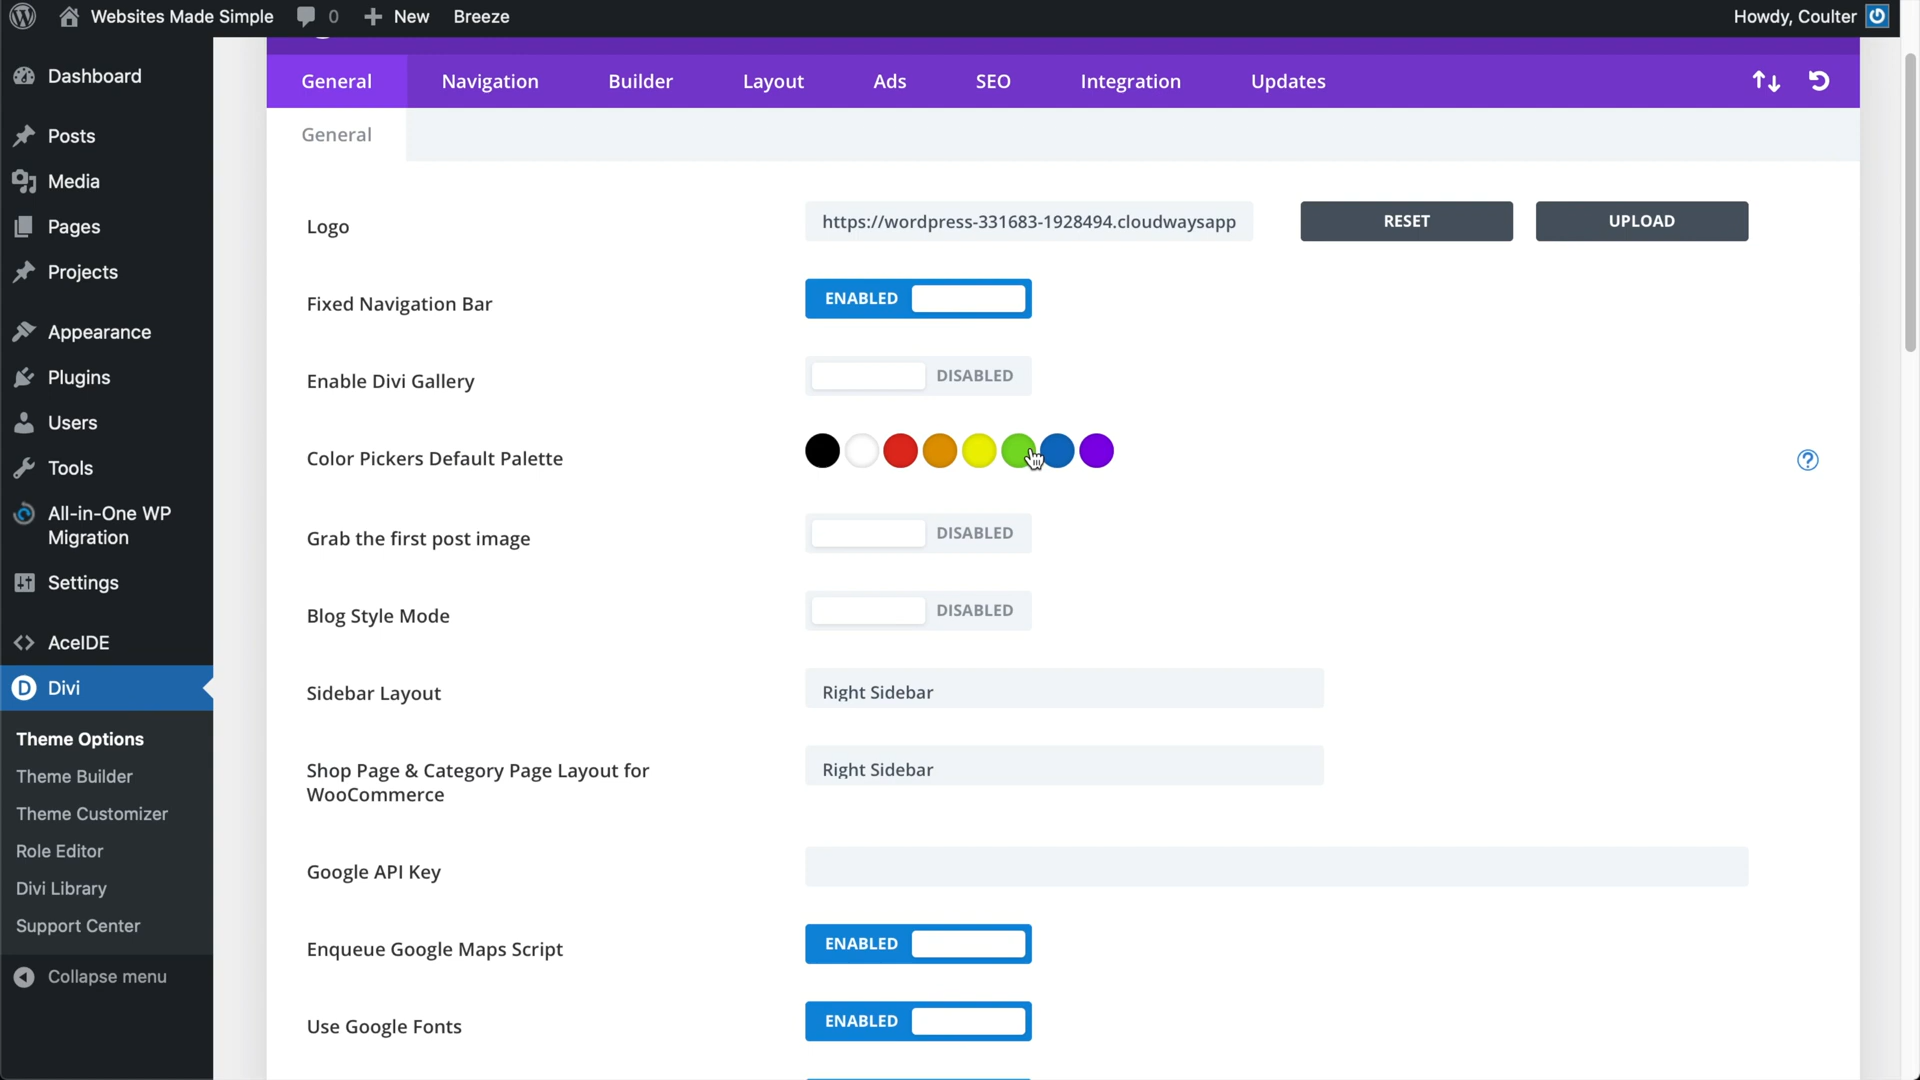 Websites Made Simple
0
New
Breeze
Howdy, Coulter
Dashboard
Posts
Media
Pages
Projects
Appearance
Plugins
Users
Tools
All-in-One WP
Migration
Settings
AceIDE
Divi
Theme Options
Theme Builder
Theme Customizer
Role Editor
Divi Library
Support Center
Collapse menu
General
Navigation
Builder
Layout
Ads
SEO
Integration
Updates
General
Logo
https://wordpress-331683-1928494.cloudwaysapp
RESET
UPLOAD
Fixed Navigation Bar
ENABLED
Enable Divi Gallery
DISABLED
Color Pickers Default Palette
?
Grab the first post image
DISABLED
Blog Style Mode
DISABLED
Sidebar Layout
Right Sidebar
Shop Page & Category Page Layout for
WooCommerce
Right Sidebar
Google API Key
Enqueue Google Maps Script
ENABLED
Use Google Fonts
ENABLED